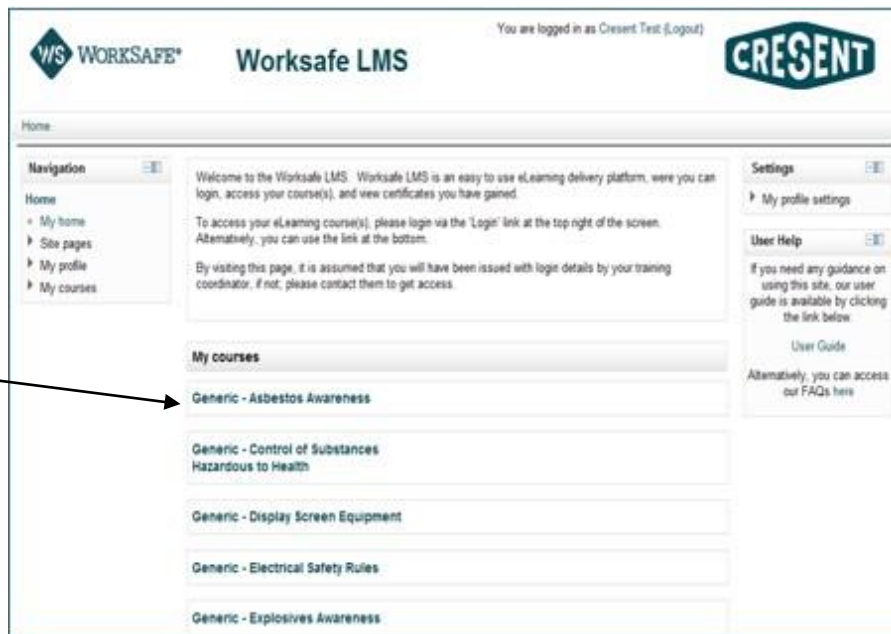 You are logged in as Cresent Test (Logout)
WS WORKSAFE®
Worksafe LMS
CRESENT
Home
Navigation
Home
My home
Site pages
My profile
My courses
Welcome to the Worksafe LMS. Worksafe LMS is an easy to use eLearning delivery platform, were you can
login, access your course(s), and view certificates you have gained.
To access your eLearning course(s), please login via the 'Login' link at the top right of the screen.
Alternatively, you can use the link at the bottom.
By visiting this page, it is assumed that you will have been issued with login details by your training
coordinator, if not, please contact them to get access.
My courses
Generic - Asbestos Awareness
Generic - Control of Substances
Hazardous to Health
Generic - Display Screen Equipment
Generic - Electrical Safety Rules
Generic - Explosives Awareness
Settings
My profile settings
User Help
If you need any guidance on
using this site, our user
guide is available by clicking
the link below.
User Guide
Alternatively, you can access
our FAQs here